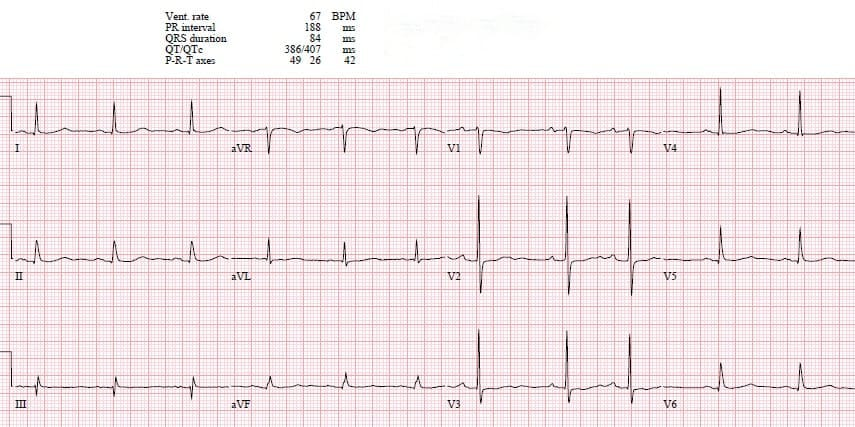 Vent. rate 67 BPM
PR interval 188 ms
QRS duration 84 ms
QT/QTc 386/407 ms
P-R-T axes 49 26 42
I aVR V1 V4
II aVL V2 V5
III aVF V3 V6